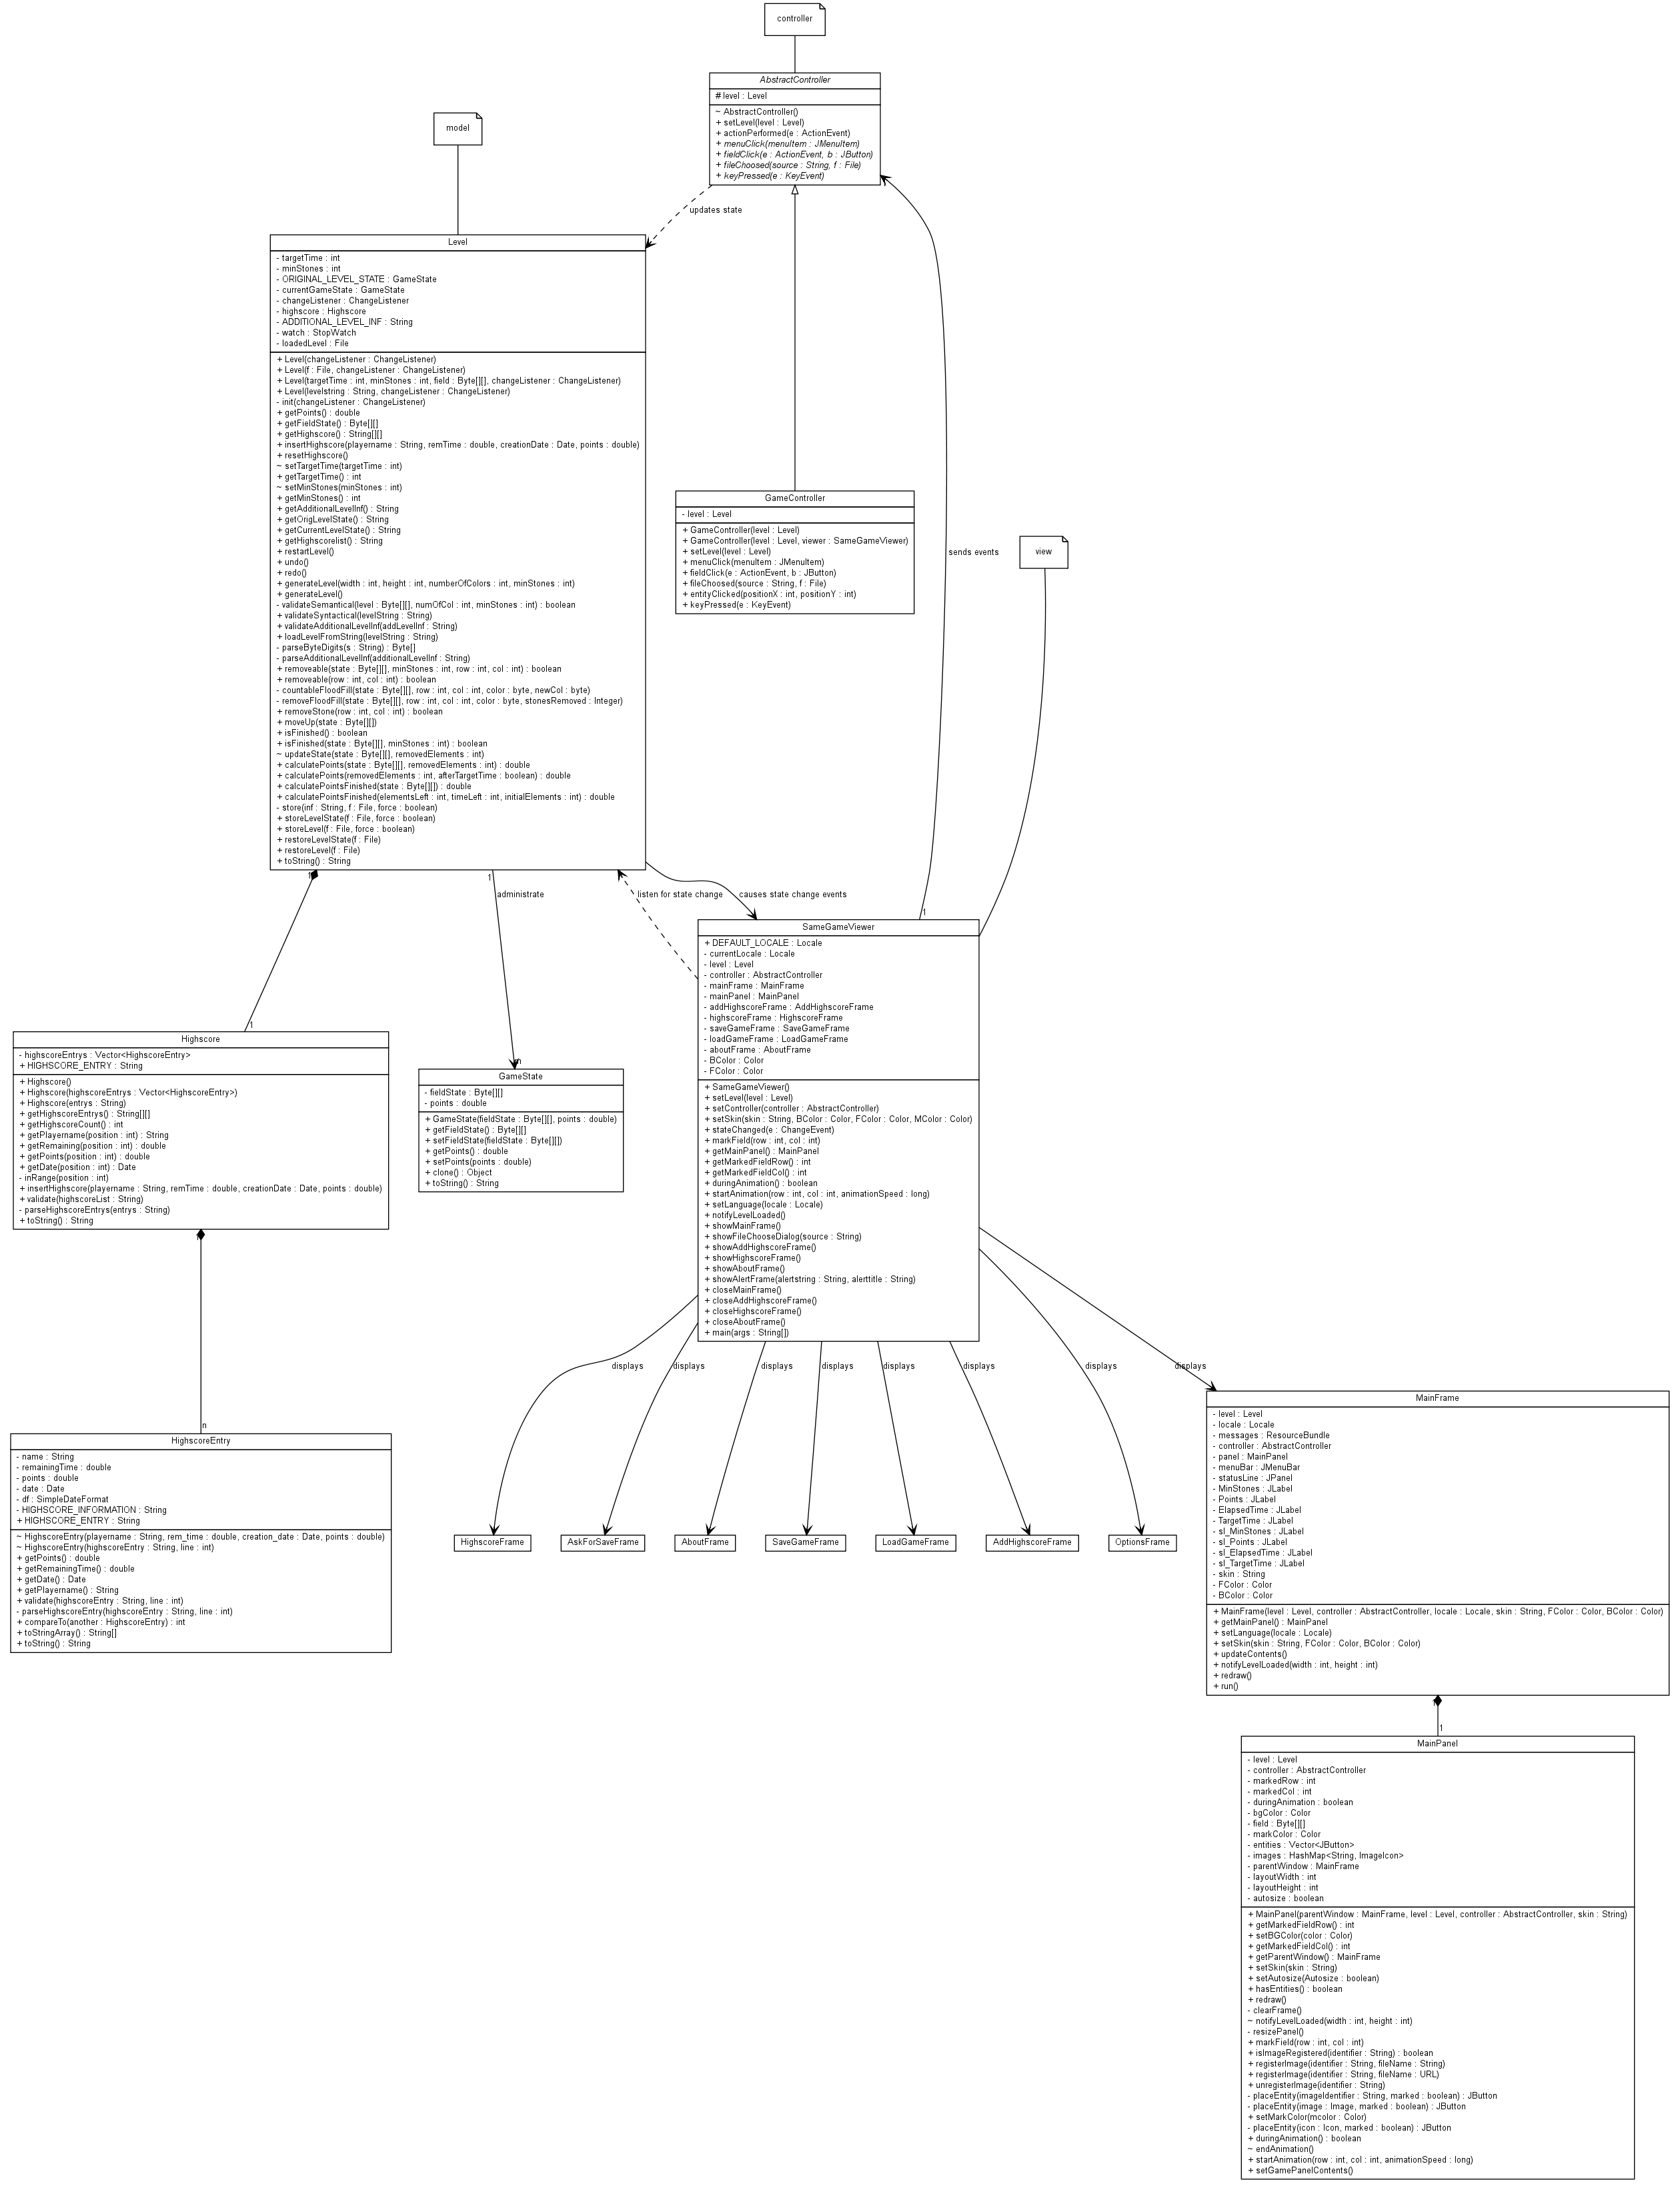 controller
AbstractController
# level : Level
~ AbstractController()
+ setLevel(level : Level)
+ actionPerformed(e : ActionEvent)
+ menuClick(menuItem : JMenuItem)
+ fieldClick(e : ActionEvent, b : JButton)
+ fileChoosed(source : String, f : File)
+ keyPressed(e : KeyEvent)
model
updates state
Level
- targetTime : int
- minStones : int
- ORIGINAL_LEVEL_STATE : GameState
- currentGameState : GameState
- changeListener : ChangeListener
- highscore : Highscore
- ADDITIONAL_LEVEL_INF : String
- watch : StopWatch
- loadedLevel : File
+ Level(changeListener : ChangeListener)
+ Level(f : File, changeListener : ChangeListener)
+ Level(targetTime : int, minStones : int, field : Byte[][], changeListener : ChangeListener)
+ Level(levelstring : String, changeListener : ChangeListener)
- init(changeListener : ChangeListener)
+ getPoints() : double
+ getFieldState() : Byte[][]
+ getHighscore() : String[][]
+ insertHighscore(playername : String, remTime : double, creationDate : Date, points : double)
+ resetHighscore()
~ setTargetTime(targetTime : int)
+ getTargetTime() : int
~ setMinStones(minStones : int)
+ getMinStones() : int
+ getAdditionalLevelInf() : String
+ getOrigLevelState() : String
+ getCurrentLevelState() : String
+ getHighscorelist() : String
+ restartLevel()
+ undo()
+ redo()
+ generateLevel(width : int, height : int, numberOfColors : int, minStones : int)
+ generateLevel()
- validateSemantical(level : Byte[][], numOfCol : int, minStones : int) : boolean
+ validateSyntactical(levelString : String)
+ validateAdditionalLevelInf(addLevelInf : String)
+ loadLevelFromString(levelString : String)
- parseByteDigits(s : String) : Byte[]
- parseAdditionalLevelInf(additionalLevelInf : String)
+ removeable(state : Byte[][], minStones : int, row : int, col : int) : boolean
+ removeable(row : int, col : int) : boolean
- countableFloodFill(state : Byte[][], row : int, col : int, color : byte, newCol : byte)
- removeFloodFill(state : Byte[][], row : int, col : int, color : byte, stonesRemoved : Integer)
+ removeStone(row : int, col : int) : boolean
+ moveUp(state : Byte[][])
+ isFinished() : boolean
+ isFinished(state : Byte[][], minStones : int) : boolean
~ updateState(state : Byte[][], removedElements : int)
+ calculatePoints(state : Byte[][], removedElements : int) : double
+ calculatePoints(removedElements : int, afterTargetTime : boolean) : double
+ calculatePointsFinished(state : Byte[][]) : double
+ calculatePointsFinished(elementsLeft : int, timeLeft : int, initialElements : int) : double
- store(inf : String, f : File, force : boolean)
+ storeLevelState(f : File, force : boolean)
+ storeLevel(f : File, force : boolean)
+ restoreLevelState(f : File)
+ restoreLevel(f : File)
+ toString() : String
GameController
- level : Level
+ GameController(level : Level)
+ GameController(level : Level, viewer : SameGameViewer)
+ setLevel(level : Level)
+ menuClick(menuItem : JMenuItem)
+ fieldClick(e : ActionEvent, b : JButton)
+ fileChoosed(source : String, f : File)
+ entityClicked(positionX : int, positionY : int)
+ keyPressed(e : KeyEvent)
sends events
view
1
1
administrate
listen for state change
causes state change events
1
SameGameViewer
+ DEFAULT_LOCALE : Locale
- currentLocale : Locale
- level : Level
- controller : AbstractController
- mainFrame : MainFrame
- mainPanel : MainPanel
- addHighscoreFrame : AddHighscoreFrame
- highscoreFrame : HighscoreFrame
- saveGameFrame : SaveGameFrame
- loadGameFrame : LoadGameFrame
- aboutFrame : AboutFrame
- BColor : Color
- FColor : Color
+ SameGameViewer()
+ setLevel(level : Level)
+ setController(controller : AbstractController)
+ setSkin(skin : String, BColor : Color, FColor : Color, MColor : Color)
+ stateChanged(e : ChangeEvent)
+ markField(row : int, col : int)
+ getMainPanel() : MainPanel
+ getMarkedFieldRow() : int
+ getMarkedFieldCol() : int
+ duringAnimation() : boolean
+ startAnimation(row : int, col : int, animationSpeed : long)
+ setLanguage(locale : Locale)
+ notifyLevelLoaded()
+ showMainFrame()
+ showFileChooseDialog(source : String)
+ showAddHighscoreFrame()
+ showHighscoreFrame()
+ showAboutFrame()
+ showAlertFrame(alertstring : String, alerttitle : String)
+ closeMainFrame()
+ closeAddHighscoreFrame()
+ closeHighscoreFrame()
+ closeAboutFrame()
+ main(args : String[])
1
Highscore
- highscoreEntrys : Vector<HighscoreEntry>
+ HIGHSCORE_ENTRY : String
+ Highscore()
+ Highscore(highscoreEntrys : Vector<HighscoreEntry>)
+ Highscore(entrys : String)
+ getHighscoreEntrys() : String[][]
+ getHighscoreCount() : int
+ getPlayername(position : int) : String
+ getRemaining(position : int) : double
+ getPoints(position : int) : double
+ getDate(position : int) : Date
- inRange(position : int)
+ insertHighscore(playername : String, remTime : double, creationDate : Date, points : double)
+ validate(highscoreList : String)
- parseHighscoreEntrys(entrys : String)
+ toString() : String
n
GameState
- fieldState : Byte[][]
- points : double
+ GameState(fieldState : Byte[][], points : double)
+ getFieldState() : Byte[][]
+ setFieldState(fieldState : Byte[][])
+ getPoints() : double
+ setPoints(points : double)
+ clone() : Object
+ toString() : String
1
n
HighscoreEntry
- name : String
- remainingTime : double
- points : double
- date : Date
- df : SimpleDateFormat
- HIGHSCORE_INFORMATION : String
+ HIGHSCORE_ENTRY : String
~ HighscoreEntry(playername : String, rem_time : double, creation_date : Date, points : double)
~ HighscoreEntry(highscoreEntry : String, line : int)
+ getPoints() : double
+ getRemainingTime() : double
+ getDate() : Date
+ getPlayername() : String
+ validate(highscoreEntry : String, line : int)
- parseHighscoreEntry(highscoreEntry : String, line : int)
+ compareTo(another : HighscoreEntry) : int
+ toStringArray() : String[]
+ toString() : String
displays
displays
displays
displays
displays
displays
displays
displays
HighscoreFrame
AskForSaveFrame
AboutFrame
SaveGameFrame
LoadGameFrame
AddHighscoreFrame
OptionsFrame
MainFrame
- level : Level
- locale : Locale
- messages : ResourceBundle
- controller : AbstractController
- panel : MainPanel
- menuBar : JMenuBar
- statusLine : JPanel
- MinStones : JLabel
- Points : JLabel
- ElapsedTime : JLabel
- TargetTime : JLabel
- sl_MinStones : JLabel
- sl_Points : JLabel
- sl_ElapsedTime : JLabel
- sl_TargetTime : JLabel
- skin : String
- FColor : Color
- BColor : Color
+ MainFrame(level : Level, controller : AbstractController, locale : Locale, skin : String, FColor : Color, BColor : Color)
+ getMainPanel() : MainPanel
+ setLanguage(locale : Locale)
+ setSkin(skin : String, FColor : Color, BColor : Color)
+ updateContents()
+ notifyLevelLoaded(width : int, height : int)
+ redraw()
+ run()
1
1
MainPanel
- level : Level
- controller : AbstractController
- markedRow : int
- markedCol : int
- duringAnimation : boolean
- bgColor : Color
- field : Byte[][]
- markColor : Color
- entities : Vector<JButton>
- images : HashMap<String, ImageIcon>
- parentWindow : MainFrame
- layoutWidth : int
- layoutHeight : int
- autosize : boolean
+ MainPanel(parentWindow : MainFrame, level : Level, controller : AbstractController, skin : String)
+ getMarkedFieldRow() : int
+ setBGColor(color : Color)
+ getMarkedFieldCol() : int
+ getParentWindow() : MainFrame
+ setSkin(skin : String)
+ setAutosize(Autosize : boolean)
+ hasEntities() : boolean
+ redraw()
- clearFrame()
~ notifyLevelLoaded(width : int, height : int)
- resizePanel()
+ markField(row : int, col : int)
+ isImageRegistered(identifier : String) : boolean
+ registerImage(identifier : String, fileName : String)
+ registerImage(identifier : String, fileName : URL)
+ unregisterImage(identifier : String)
- placeEntity(imageIdentifier : String, marked : boolean) : JButton
- placeEntity(image : Image, marked : boolean) : JButton
+ setMarkColor(mcolor : Color)
- placeEntity(icon : Icon, marked : boolean) : JButton
+ duringAnimation() : boolean
~ endAnimation()
+ startAnimation(row : int, col : int, animationSpeed : long)
+ setGamePanelContents()